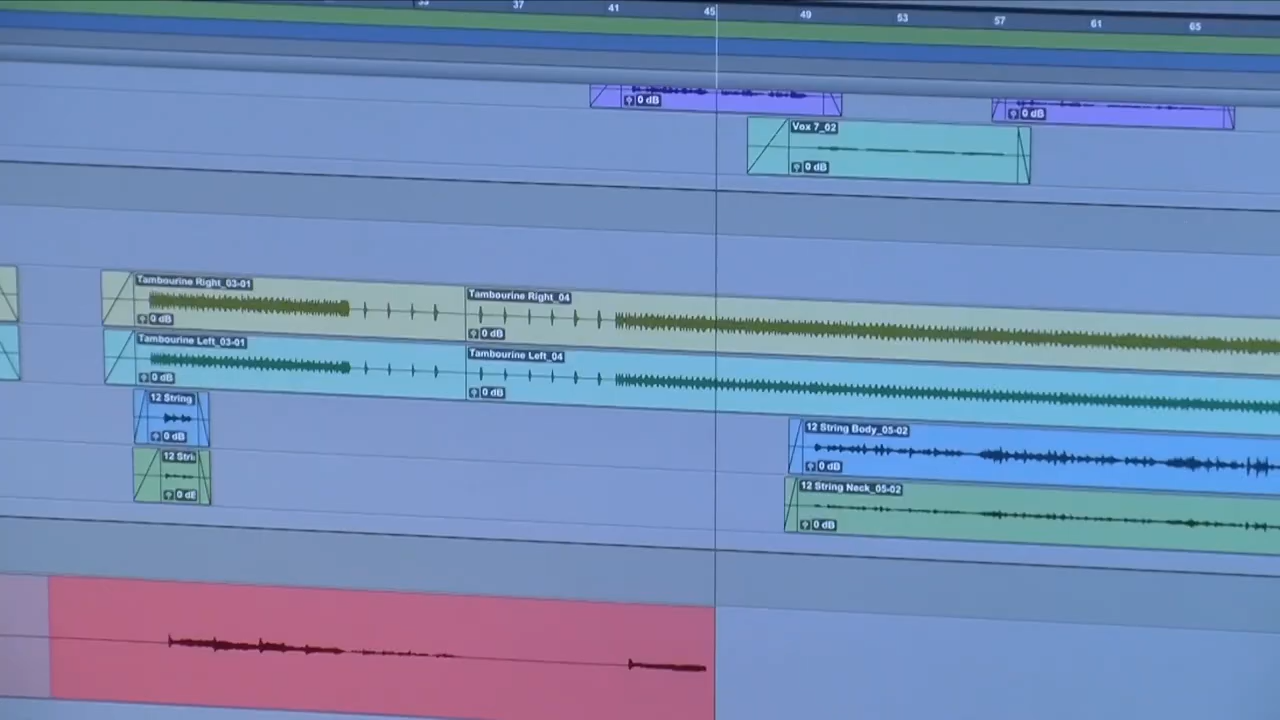 33 37 41 45 49 53 57 61 65
0 dB
0 dB
Vox 7_02
0 dB
Tambourine Right_03-01
Tambourine Right_04
0 dB
0 dB
Tambourine Left_03-01
Tambourine Left_04
0 dB
0 dB
12 String
12 String Body_05-02
0 dB
0 dB
12 Stri
12 String Neck_05-02
0 dB
0 dB